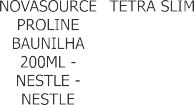 NOVASOURCE TETRA SLIM
PROLINE
BAUNILHA
200ML -
NESTLE -
NESTLE